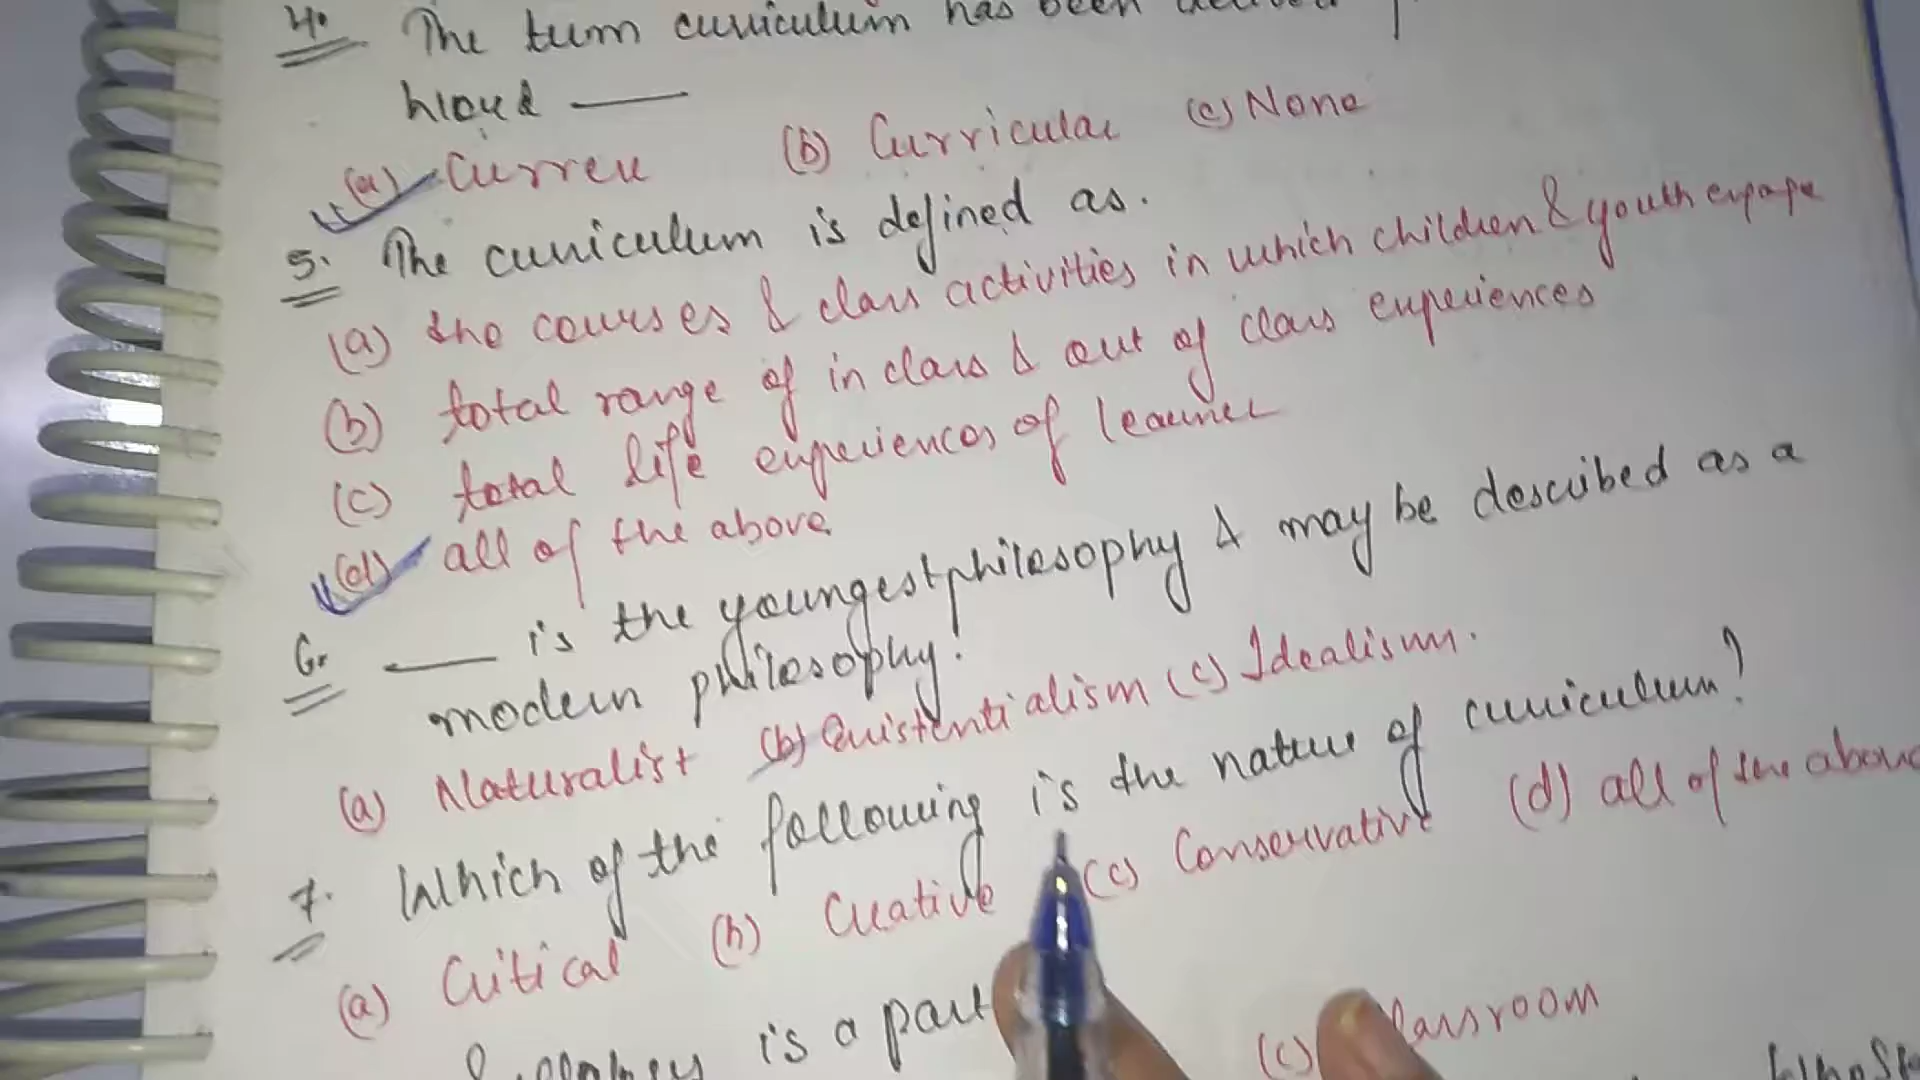 4. The term curriculum has been
word ___
(a) Currere (b) Curricular (c) None
5. The curriculum is defined as.
(a) the courses & class activities in which children & youth engage
(b) total range of in class & out of class experiences
(c) total life experiences of learner
(d) all of the above
6. ___ is the youngest philosophy & may be described as a
modern philosophy?
(a) Naturalist (b) Existentialism (c) Idealism.
7. Which of the following is the nature of curriculum?
(a) Critical (b) Creative (c) Conservative (d) all of the above
is a part
(c) Classroom